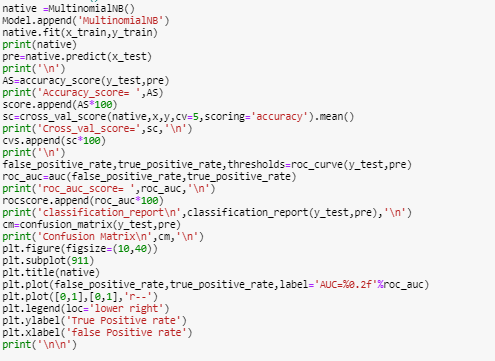 native =MultinomialNB()
Model.append('MultinomialNB')
native.fit(x_train,y_train)
print(native)
pre=native.predict(x_test)
print('\n')
AS=accuracy_score(y_test,pre)
print('Accuracy_score= ',AS)
score.append(AS*100)
sc=cross_val_score(native,x,y,cv=5,scoring='accuracy').mean()
print('Cross_val_score=',sc,'\n')
cvs.append(sc*100)
print('\n')
false_positive_rate,true_positive_rate,thresholds=roc_curve(y_test,pre)
roc_auc=auc(false_positive_rate,true_positive_rate)
print('roc_auc_score= ',roc_auc,'\n')
rocscore.append(roc_auc*100)
print('classification_report\n',classification_report(y_test,pre),'\n')
cm=confusion_matrix(y_test,pre)
print('Confusion Matrix\n',cm,'\n')
plt.figure(figsize=(10,40))
plt.subplot(911)
plt.title(native)
plt.plot(false_positive_rate,true_positive_rate,label='AUC=%0.2f'%roc_auc)
plt.plot([0,1],[0,1],'r--')
plt.legend(loc='lower right')
plt.ylabel('True Positive rate')
plt.xlabel('false Positive rate')
print('\n\n')